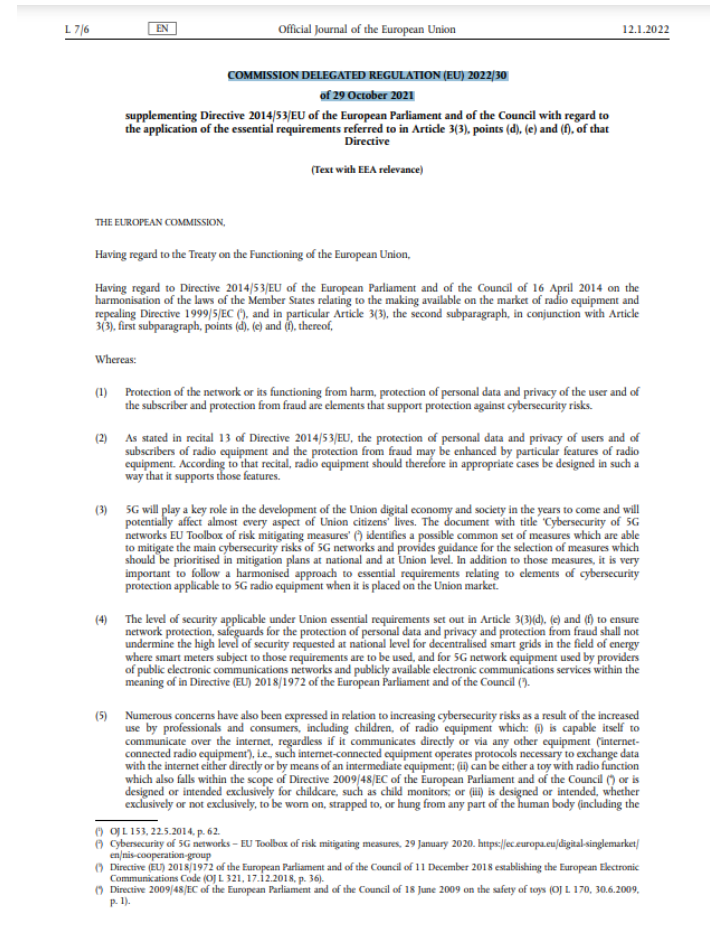 L 7/6 EN Official Journal of the European Union 12.1.2022
COMMISSION DELEGATED REGULATION (EU) 2022/30
of 29 October 2021
supplementing Directive 2014/53/EU of the European Parliament and of the Council with regard to
the application of the essential requirements referred to in Article 3(3), points (d), (e) and (f), of that
Directive
(Text with EEA relevance)
THE EUROPEAN COMMISSION,
Having regard to the Treaty on the Functioning of the European Union,
Having regard to Directive 2014/53/EU of the European Parliament and of the Council of 16 April 2014 on the
harmonisation of the laws of the Member States relating to the making available on the market of radio equipment and
repealing Directive 1999/5/EC (¹), and in particular Article 3(3), the second subparagraph, in conjunction with Article
3(3), first subparagraph, points (d), (e) and (f), thereof,
Whereas:
(1) Protection of the network or its functioning from harm, protection of personal data and privacy of the user and of
the subscriber and protection from fraud are elements that support protection against cybersecurity risks.
(2) As stated in recital 13 of Directive 2014/53/EU, the protection of personal data and privacy of users and of
subscribers of radio equipment and the protection from fraud may be enhanced by particular features of radio
equipment. According to that recital, radio equipment should therefore in appropriate cases be designed in such a
way that it supports those features.
(3) 5G will play a key role in the development of the Union digital economy and society in the years to come and will
potentially affect almost every aspect of Union citizens' lives. The document with title 'Cybersecurity of 5G
networks EU Toolbox of risk mitigating measures' (²) identifies a possible common set of measures which are able
to mitigate the main cybersecurity risks of 5G networks and provides guidance for the selection of measures which
should be prioritised in mitigation plans at national and at Union level. In addition to those measures, it is very
important to follow a harmonised approach to essential requirements relating to elements of cybersecurity
protection applicable to 5G radio equipment when it is placed on the Union market.
(4) The level of security applicable under Union essential requirements set out in Article 3(3)(d), (e) and (f) to ensure
network protection, safeguards for the protection of personal data and privacy and protection from fraud shall not
undermine the high level of security requested at national level for decentralised smart grids in the field of energy
where smart meters subject to those requirements are to be used, and for 5G network equipment used by providers
of public electronic communications networks and publicly available electronic communications services within the
meaning of in Directive (EU) 2018/1972 of the European Parliament and of the Council (³).
(5) Numerous concerns have also been expressed in relation to increasing cybersecurity risks as a result of the increased
use by professionals and consumers, including children, of radio equipment which: (i) is capable itself to
communicate over the internet, regardless if it communicates directly or via any other equipment ('internet-
connected radio equipment'), i.e., such internet-connected equipment operates protocols necessary to exchange data
with the internet either directly or by means of an intermediate equipment; (ii) can be either a toy with radio function
which also falls within the scope of Directive 2009/48/EC of the European Parliament and of the Council (⁴) or is
designed or intended exclusively for childcare, such as child monitors; or (iii) is designed or intended, whether
exclusively or not exclusively, to be worn on, strapped to, or hung from any part of the human body (including the
(¹) OJ L 153, 22.5.2014, p. 62.
(²) Cybersecurity of 5G networks – EU Toolbox of risk mitigating measures, 29 January 2020. https://ec.europa.eu/digital-singlemarket/
en/nis-cooperation-group
(³) Directive (EU) 2018/1972 of the European Parliament and of the Council of 11 December 2018 establishing the European Electronic
Communications Code (OJ L 321, 17.12.2018, p. 36).
(⁴) Directive 2009/48/EC of the European Parliament and of the Council of 18 June 2009 on the safety of toys (OJ L 170, 30.6.2009,
p. 1).